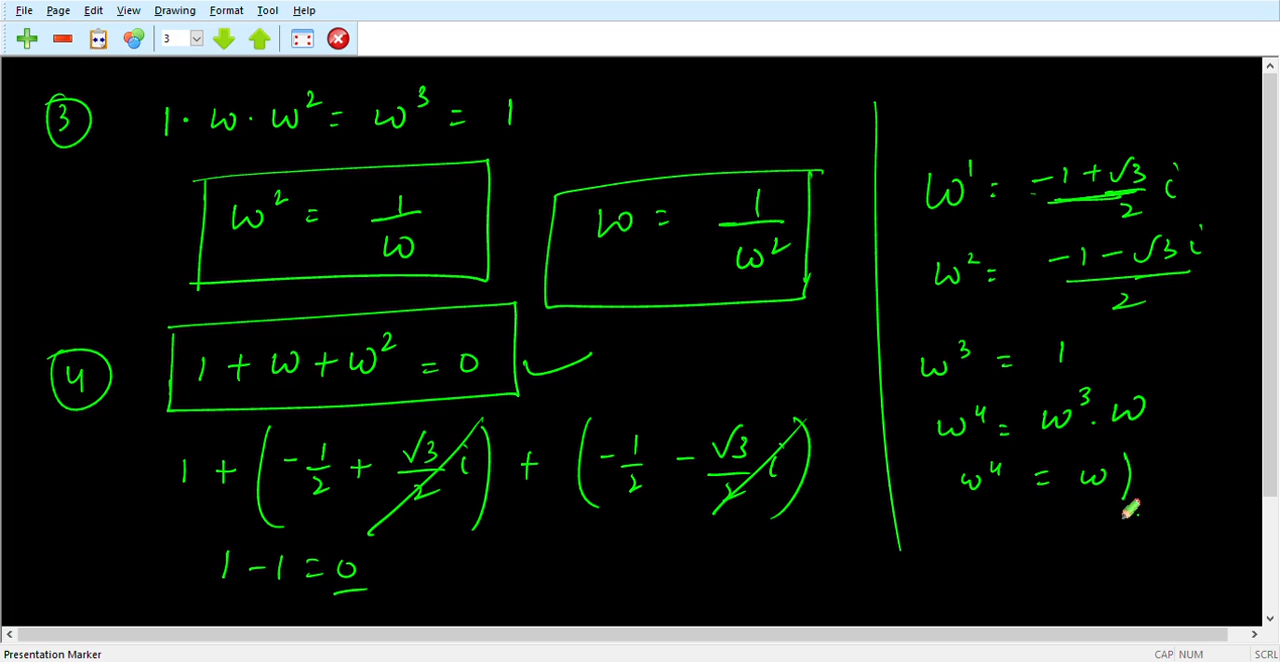 File Page Edit View Drawing Format Tool Help
3
③ 1 · ω · ω² = ω³ = 1
ω² = 1/ω
ω = 1/ω²
④ 1 + ω + ω² = 0
1 + (-1/2 + √3/2 i) + (-1/2 - √3/2 i)
1 - 1 = 0
ω¹ = -1 + √3 i/2
ω² = -1 - √3 i/2
ω³ = 1
ω⁴ = ω³ · ω
ω⁴ = ω)
Presentation Marker CAP NUM SCRL